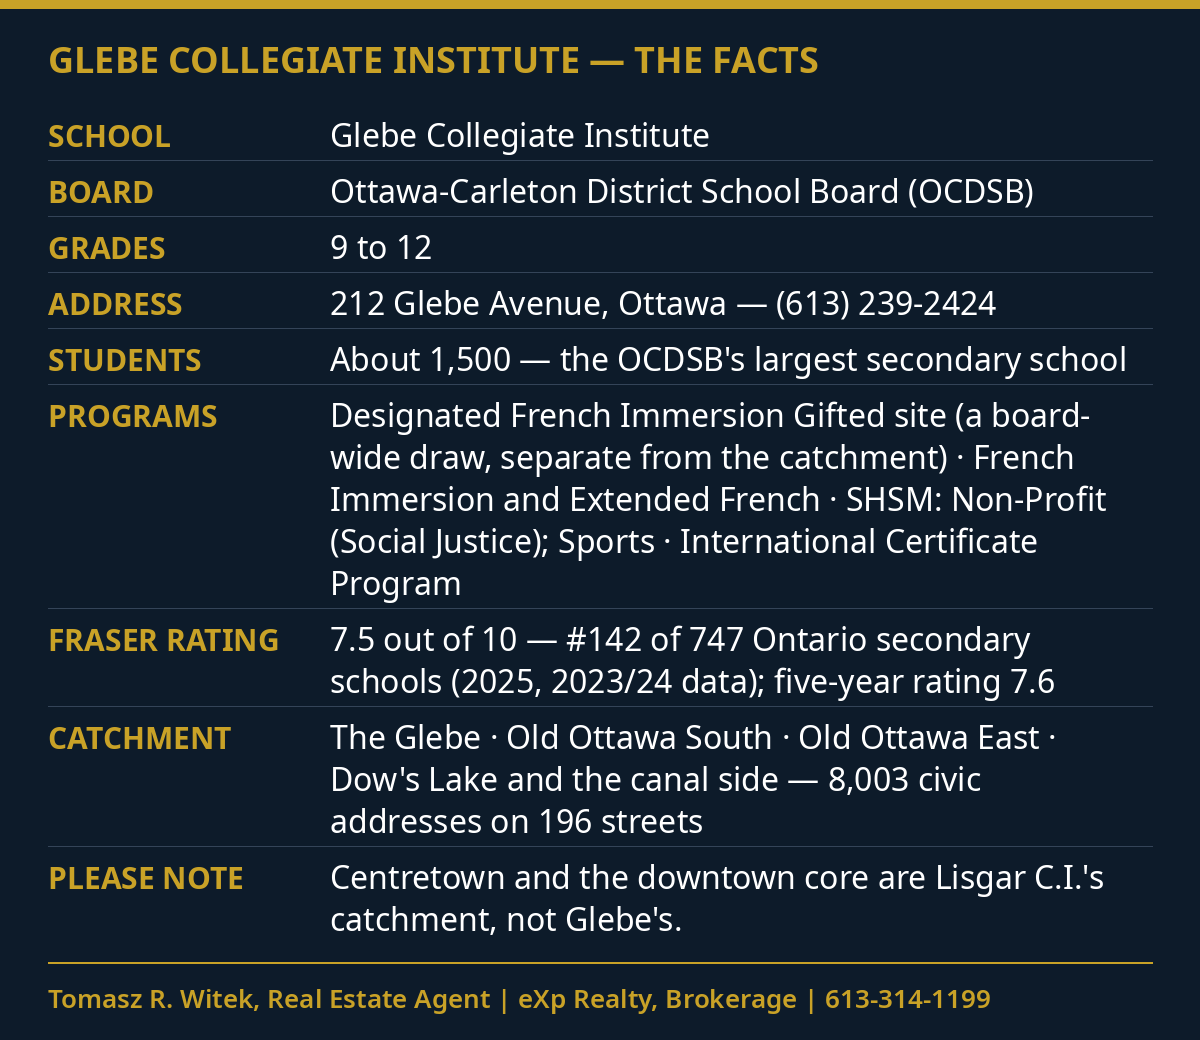 GLEBE COLLEGIATE INSTITUTE — THE FACTS
SCHOOL Glebe Collegiate Institute
BOARD Ottawa-Carleton District School Board (OCDSB)
GRADES 9 to 12
ADDRESS 212 Glebe Avenue, Ottawa — (613) 239-2424
STUDENTS About 1,500 — the OCDSB's largest secondary school
PROGRAMS Designated French Immersion Gifted site (a board-
wide draw, separate from the catchment) · French
Immersion and Extended French · SHSM: Non-Profit
(Social Justice); Sports · International Certificate
Program
FRASER RATING 7.5 out of 10 — #142 of 747 Ontario secondary
schools (2025, 2023/24 data); five-year rating 7.6
CATCHMENT The Glebe · Old Ottawa South · Old Ottawa East ·
Dow's Lake and the canal side — 8,003 civic
addresses on 196 streets
PLEASE NOTE Centretown and the downtown core are Lisgar C.I.'s
catchment, not Glebe's.
Tomasz R. Witek, Real Estate Agent | eXp Realty, Brokerage | 613-314-1199